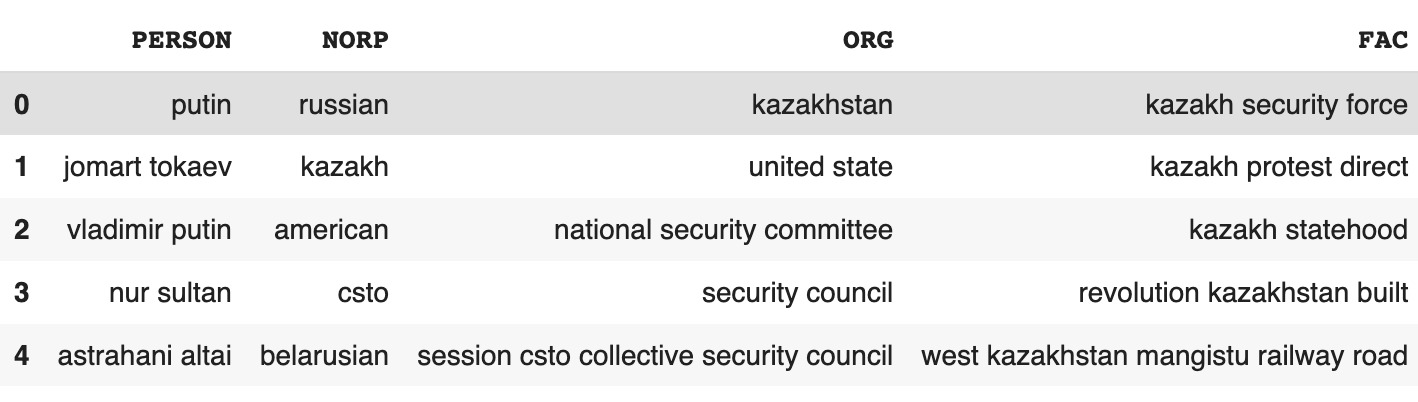 PERSON NORP ORG FAC
0 putin russian kazakhstan kazakh security force
1 jomart tokaev kazakh united state kazakh protest direct
2 vladimir putin american national security committee kazakh statehood
3 nur sultan csto security council revolution kazakhstan built
4 astrahani altai belarusian session csto collective security council west kazakhstan mangistu railway road